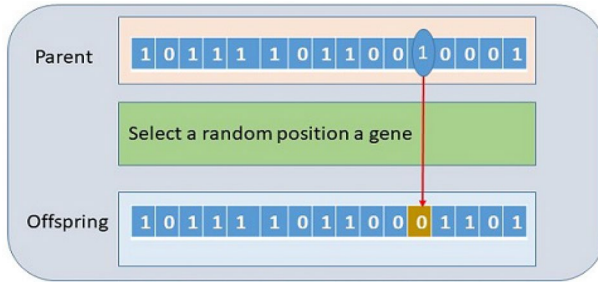 Parent 1 0 1 1 1 1 0 1 1 0 0 1 0 0 0 1
Select a random position a gene
Offspring 1 0 1 1 1 1 0 1 1 0 0 0 1 1 0 1